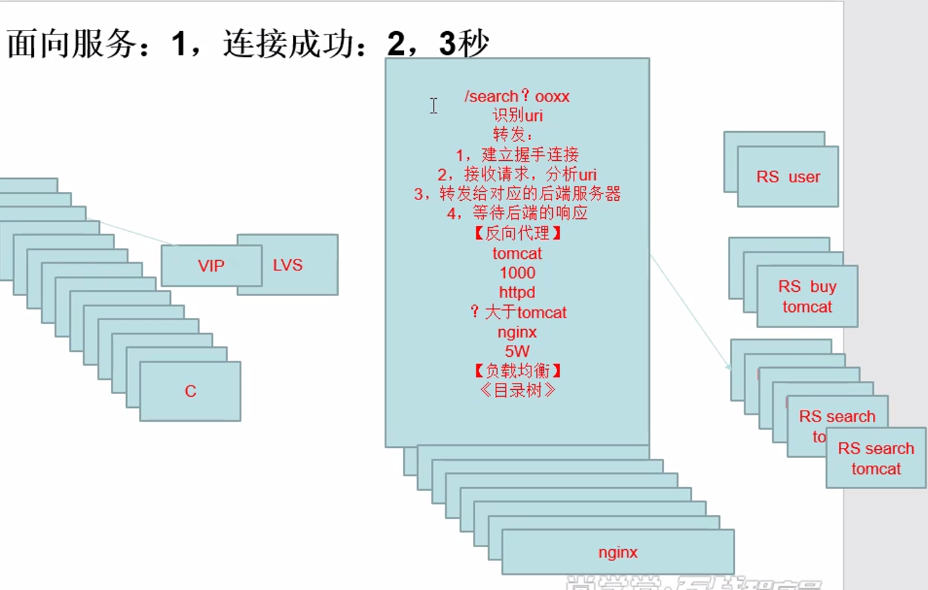 面向服务：1，连接成功：2，3秒
/search？ooxx
识别uri
转发：
1，建立握手连接
2，接收请求，分析uri
3，转发给对应的后端服务器
4，等待后端的响应
【反向代理】
tomcat
1000
httpd
？大于tomcat
nginx
5W
【负载均衡】
《目录树》
VIP
LVS
C
nginx
RS user
RS buy
tomcat
RS search
to
RS search
tomcat